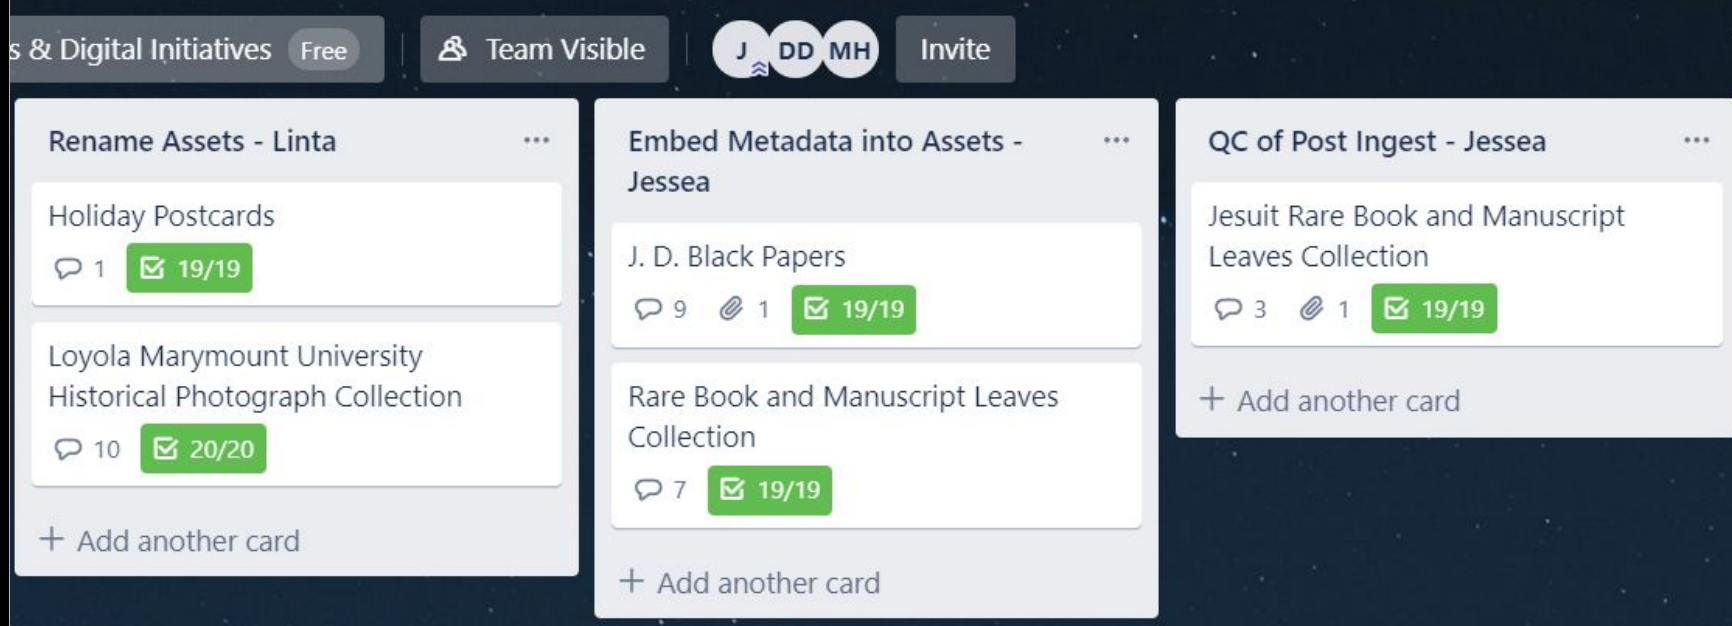 s & Digital Initiatives Free Team Visible J DD MH Invite
Rename Assets - Linta
Holiday Postcards
1 19/19
Loyola Marymount University
Historical Photograph Collection
10 20/20
+ Add another card
Embed Metadata into Assets -
Jessea
J. D. Black Papers
9 1 19/19
Rare Book and Manuscript Leaves
Collection
7 19/19
+ Add another card
QC of Post Ingest - Jessea
Jesuit Rare Book and Manuscript
Leaves Collection
3 1 19/19
+ Add another card